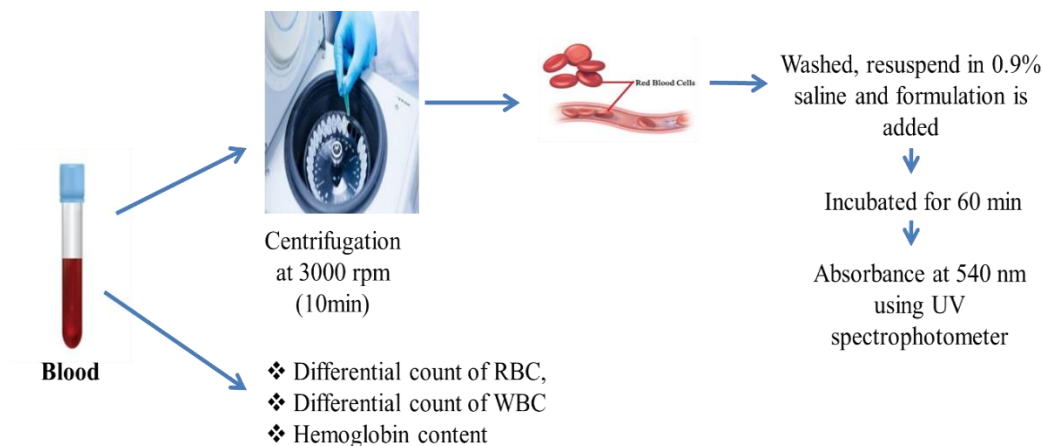 Blood
Centrifugation
at 3000 rpm
(10min)
❖ Differential count of RBC,
❖ Differential count of WBC
❖ Hemoglobin content
Red Blood Cells
Washed, resuspend in 0.9%
saline and formulation is
added
Incubated for 60 min
Absorbance at 540 nm
using UV
spectrophotometer